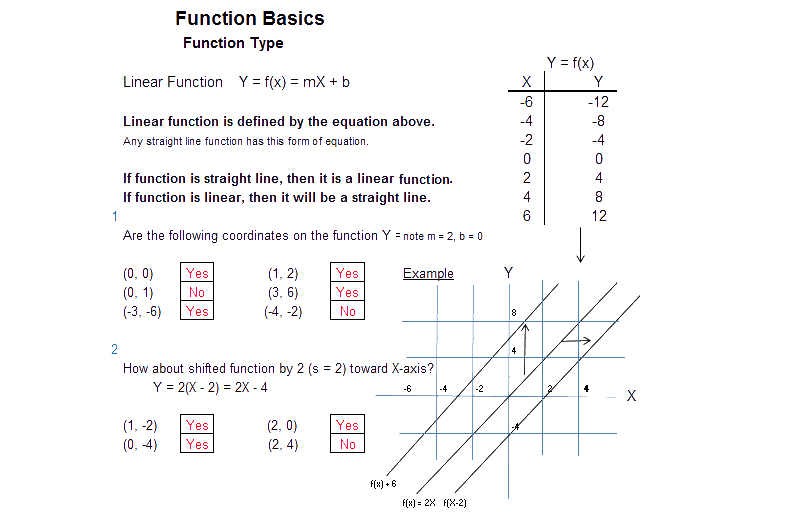 Function Basics
Function Type
Linear Function Y = f(x) = mX + b
Linear function is defined by the equation above.
Any straight line function has this form of equation.
If function is straight line, then it is a linear function.
If function is linear, then it will be a straight line.
Y = f(x)
X Y
-6 -12
-4 -8
-2 -4
0 0
2 4
4 8
6 12
1
Are the following coordinates on the function Y = note m = 2, b = 0
(0, 0) Yes (1, 2) Yes
(0, 1) No (3, 6) Yes
(-3, -6) Yes (-4, -2) No
2
How about shifted function by 2 (s = 2) toward X-axis?
Y = 2(X - 2) = 2X - 4
(1, -2) Yes (2, 0) Yes
(0, -4) Yes (2, 4) No
Example Y
8
4
-6 -4 -2 2 4 X
-4
f(x) + 6
f(x) = 2X f(X-2)